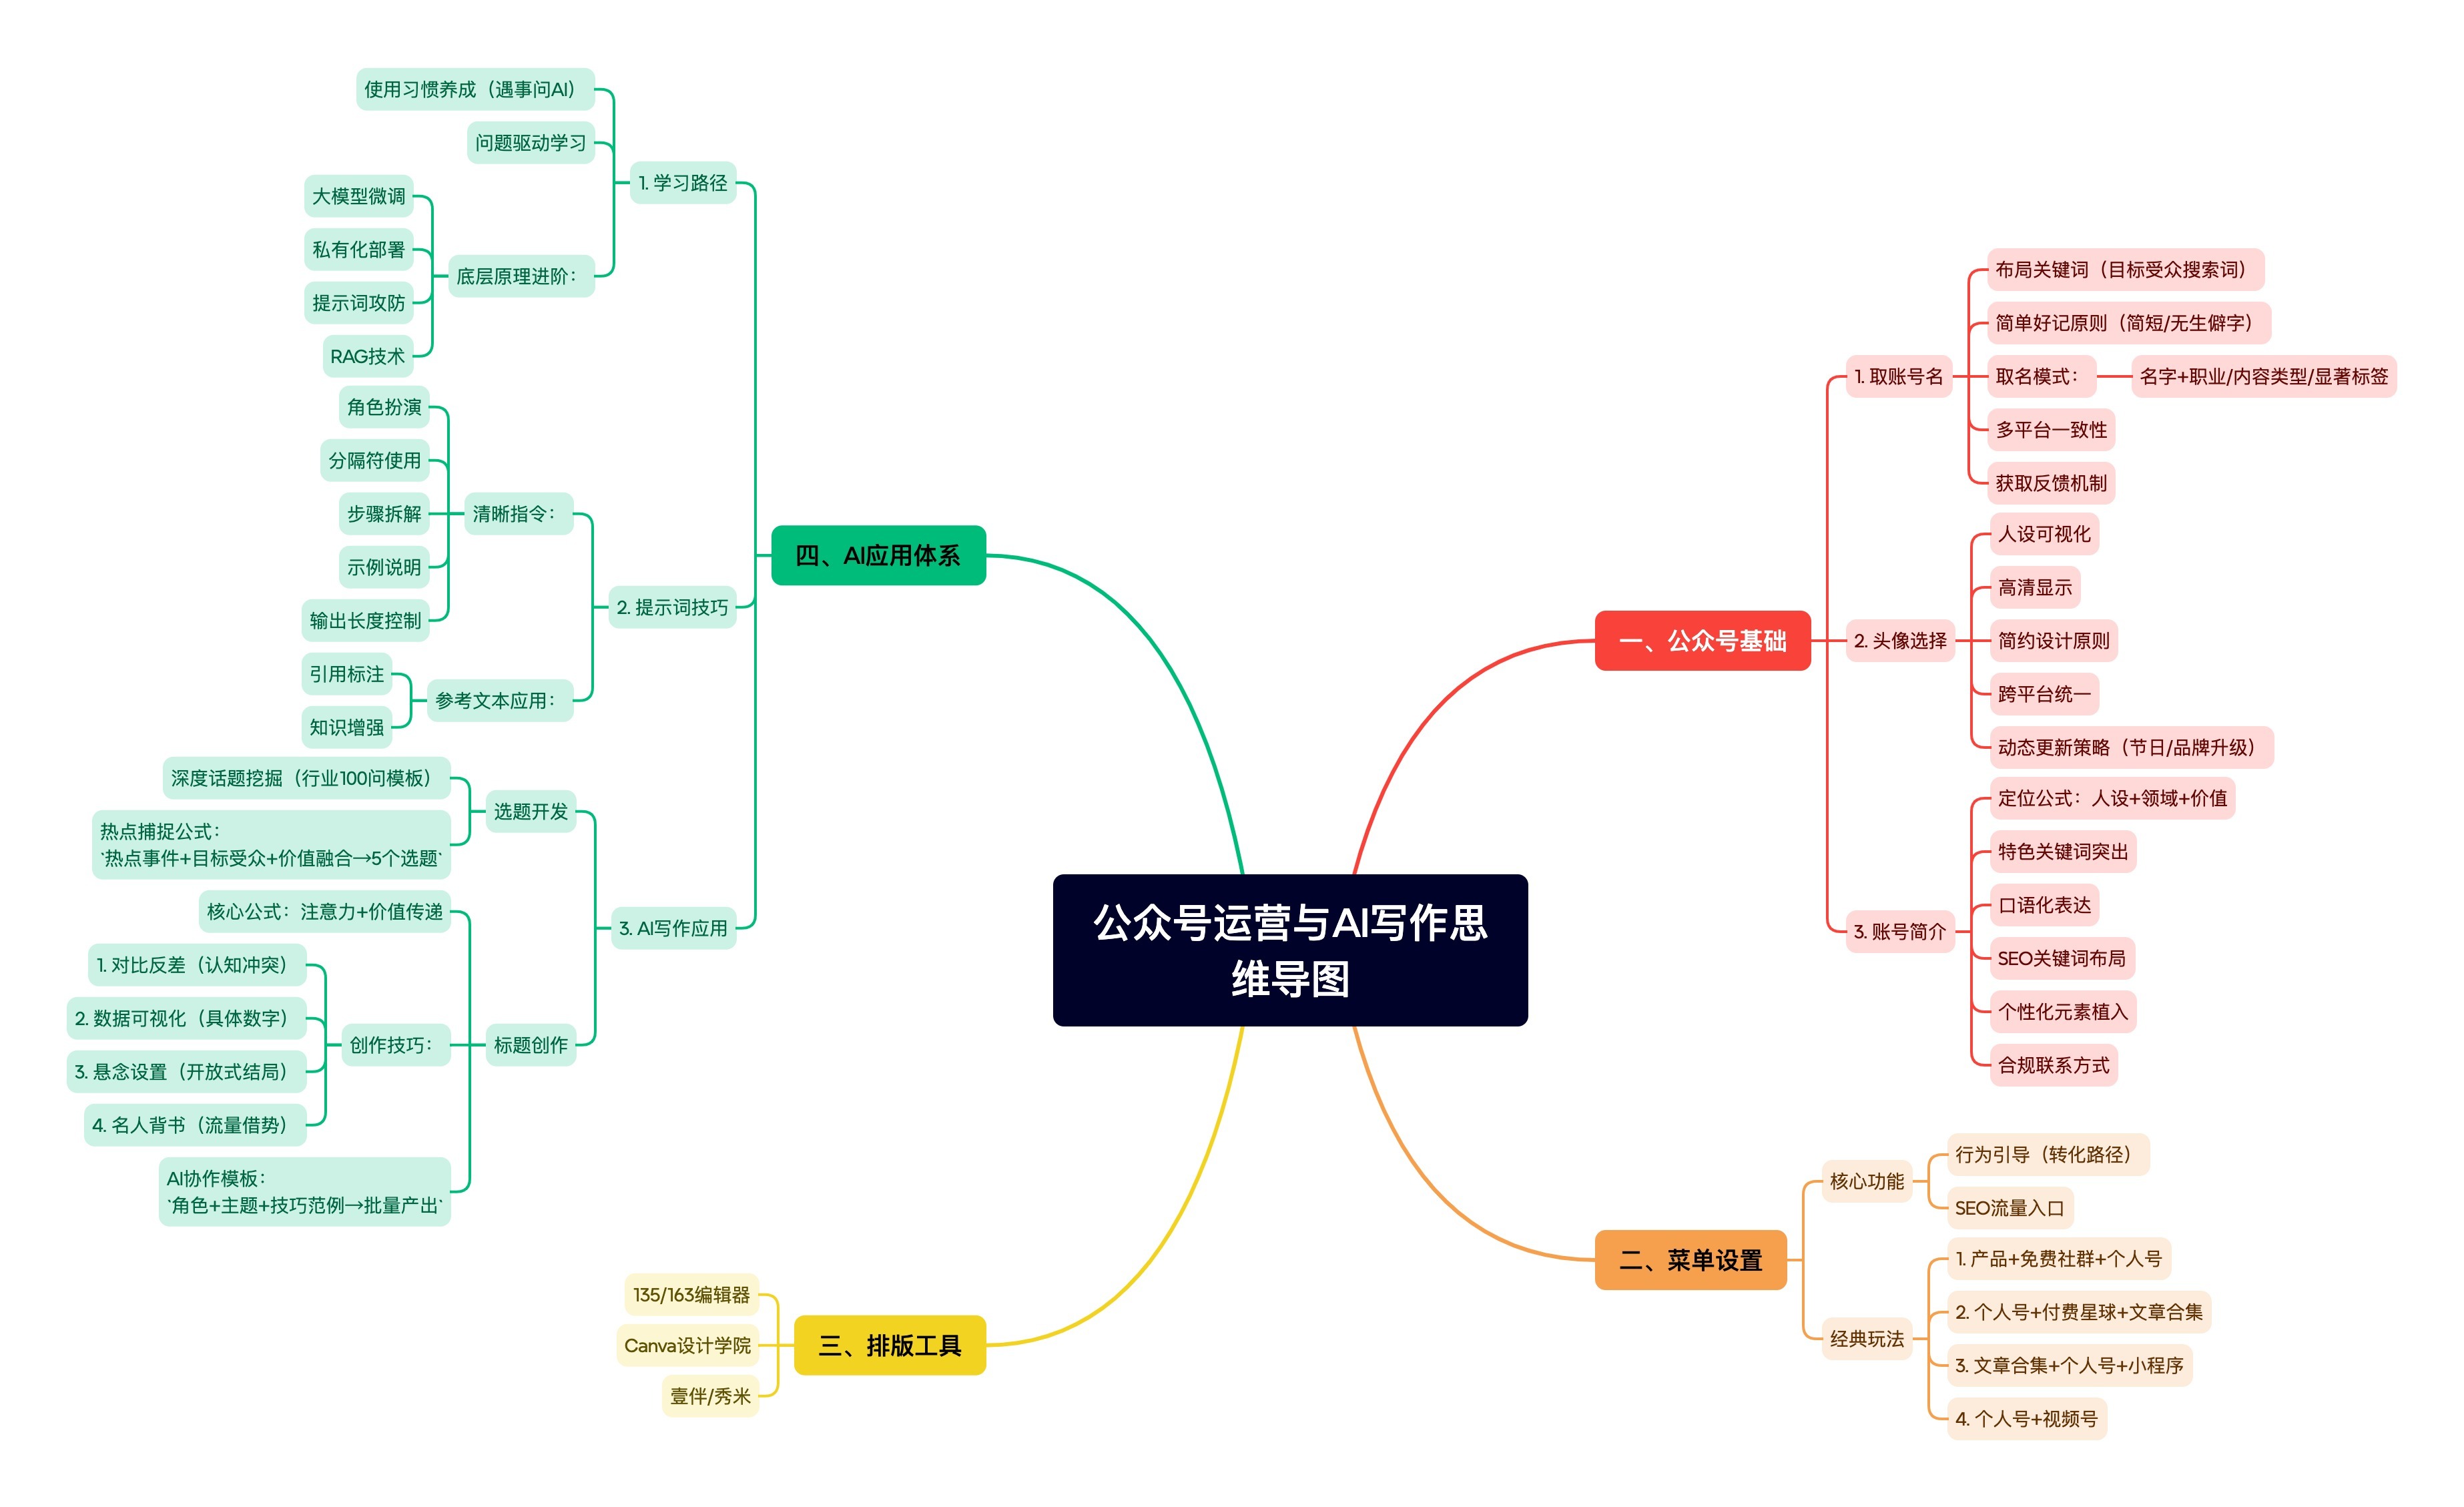 公众号运营与AI写作思
维导图
一、公众号基础
1. 取账号名
布局关键词（目标受众搜索词）
简单好记原则（简短/无生僻字）
取名模式：
名字+职业/内容类型/显著标签
多平台一致性
获取反馈机制
2. 头像选择
人设可视化
高清显示
简约设计原则
跨平台统一
动态更新策略（节日/品牌升级）
3. 账号简介
定位公式：人设+领域+价值
特色关键词突出
口语化表达
SEO关键词布局
个性化元素植入
合规联系方式
二、菜单设置
核心功能
行为引导（转化路径）
SEO流量入口
经典玩法
1. 产品+免费社群+个人号
2. 个人号+付费星球+文章合集
3. 文章合集+个人号+小程序
4. 个人号+视频号
三、排版工具
135/163编辑器
Canva设计学院
壹伴/秀米
四、AI应用体系
1. 学习路径
使用习惯养成（遇事问AI）
问题驱动学习
底层原理进阶：
大模型微调
私有化部署
提示词攻防
RAG技术
2. 提示词技巧
清晰指令：
角色扮演
分隔符使用
步骤拆解
示例说明
输出长度控制
参考文本应用：
引用标注
知识增强
3. AI写作应用
选题开发
深度话题挖掘（行业100问模板）
热点捕捉公式：
`热点事件+目标受众+价值融合→5个选题`
标题创作
核心公式：注意力+价值传递
创作技巧：
1. 对比反差（认知冲突）
2. 数据可视化（具体数字）
3. 悬念设置（开放式结局）
4. 名人背书（流量借势）
AI协作模板：
`角色+主题+技巧范例→批量产出`